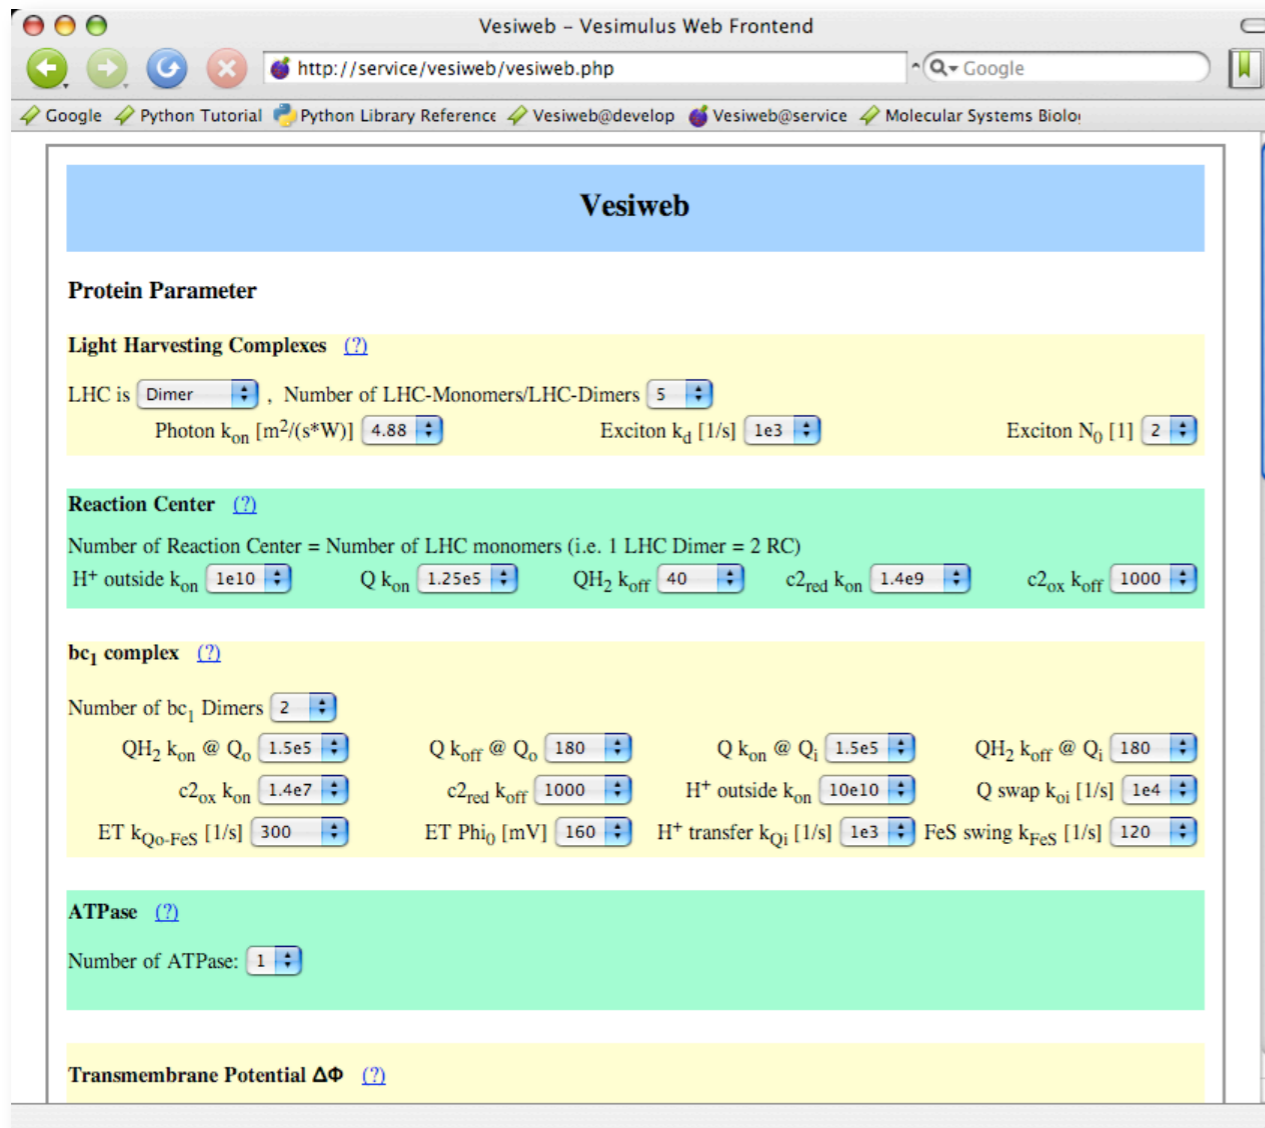 Vesiweb – Vesimulus Web Frontend
http://service/vesiweb/vesiweb.php
Google
Google Python Tutorial Python Library Reference Vesiweb@develop Vesiweb@service Molecular Systems
Vesiweb
Protein Parameter
Light Harvesting Complexes (?)
LHC is Dimer , Number of LHC-Monomers/LHC-Dimers 5
Photon kon [m2/(s*W)] 4.88 Exciton kd [1/s] 1e3 Exciton N0 [1] 2
Reaction Center (?)
Number of Reaction Center = Number of LHC monomers (i.e. 1 LHC Dimer = 2 RC)
H+ outside kon 1e10 Q kon 1.25e5 QH2 koff 40 c2red kon 1.4e9 c2ox koff 1000
bc1 complex (?)
Number of bc1 Dimers 2
QH2 kon @ Qo 1.5e5 Q koff @ Qo 180 Q kon @ Qi 1.5e5 QH2 koff @ Qi 180
c2ox kon 1.4e7 c2red koff 1000 H+ outside kon 10e10 Q swap koi [1/s] 1e4
ET kQo-FeS [1/s] 300 ET Phi0 [mV] 160 H+ transfer kQi [1/s] 1e3 FeS swing kFeS [1/s] 120
ATPase (?)
Number of ATPase: 1
Transmembrane Potential ΔΦ (?)